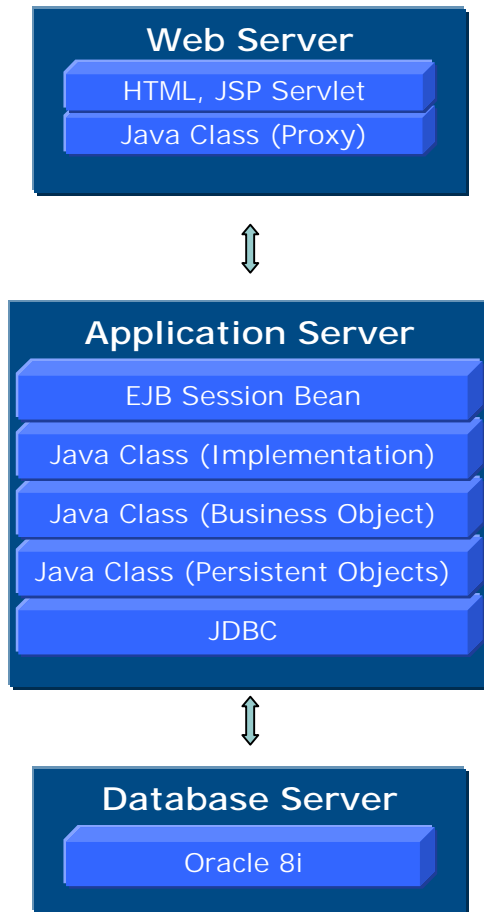 Web Server
HTML, JSP Servlet
Java Class (Proxy)
Application Server
EJB Session Bean
Java Class (Implementation)
Java Class (Business Object)
Java Class (Persistent Objects)
JDBC
Database Server
Oracle 8i